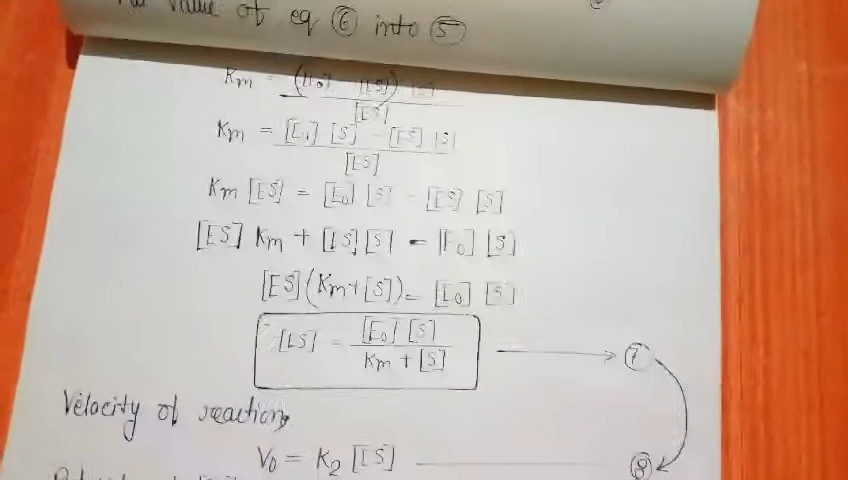 value of eq ⑥ into ⑤
Km = ([E₀] - [ES]) [S] / [ES]
Km = [E₀] [S] - [ES] [S] / [ES]
Km [ES] = [E₀] [S] - [ES] [S]
[ES] Km + [ES] [S] = [E₀] [S]
[ES] (Km + [S]) = [E₀] [S]
[ES] = [E₀] [S] / Km + [S] → ⑦
Velocity of reaction,
V₀ = K₂ [ES] ⑧